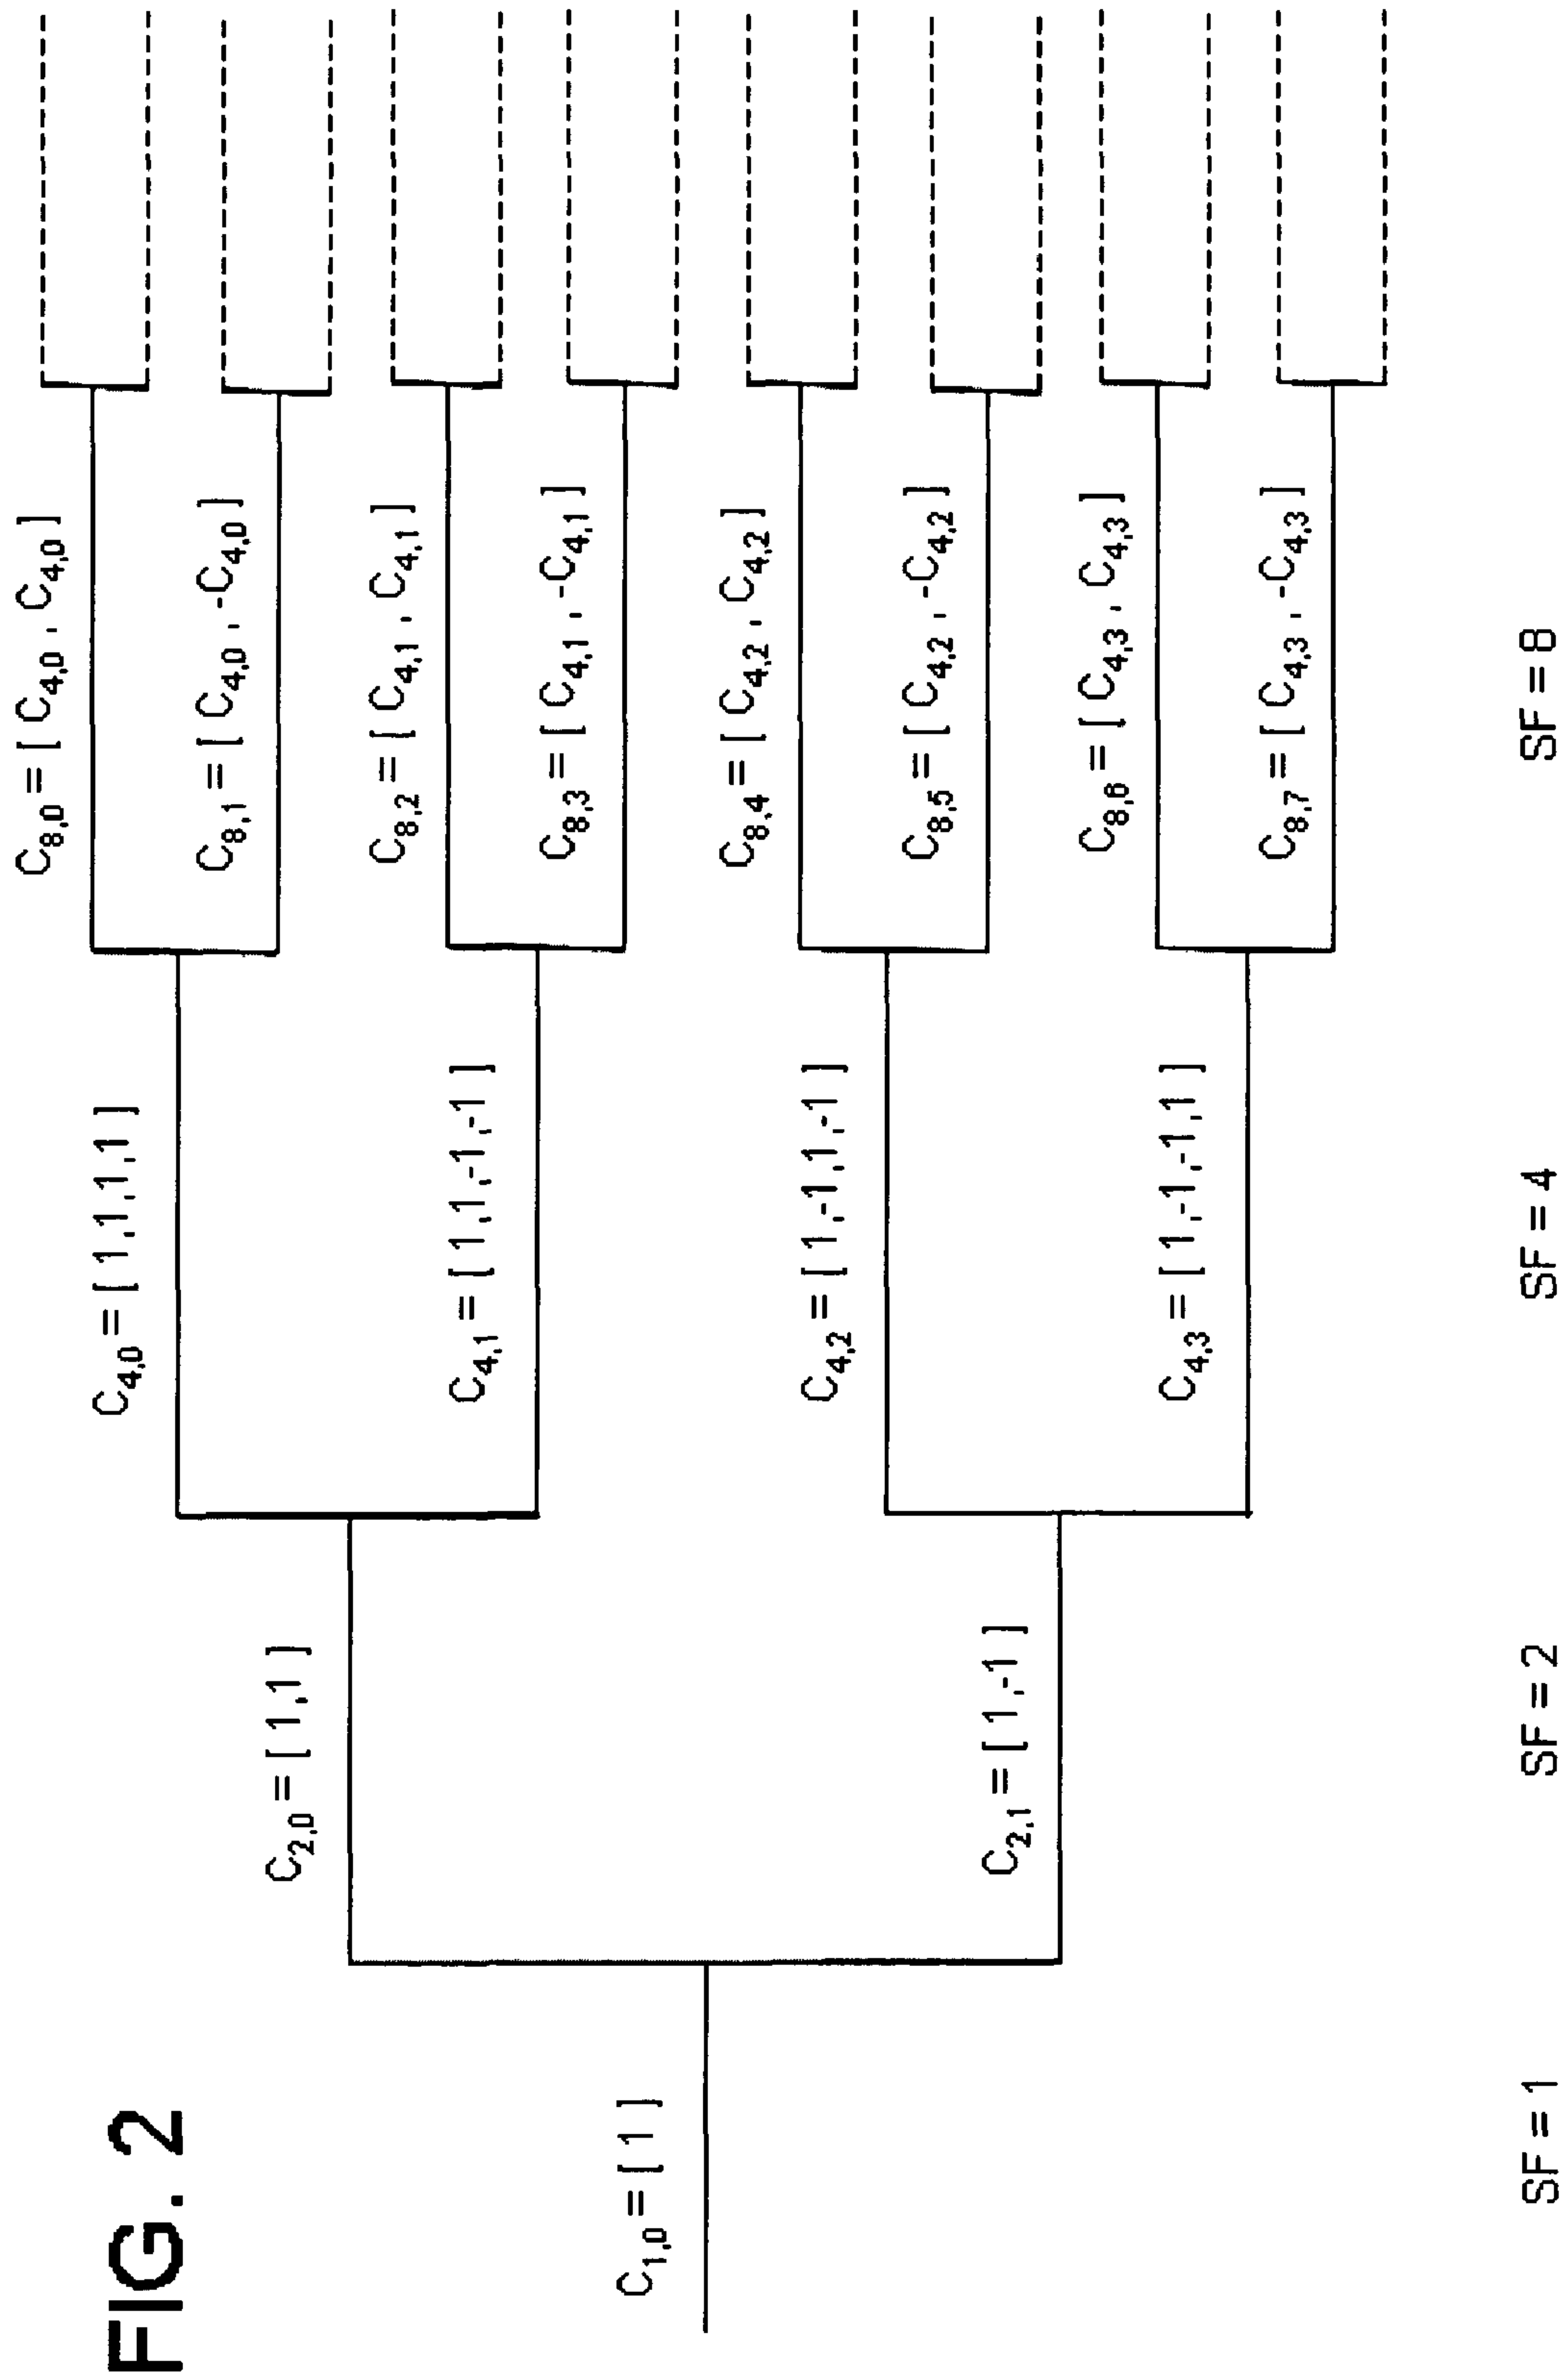 FIG. 2
C1,0 = [ 1 ]
C2,0 = [ 1,1 ]
C2,1 = [ 1,-1 ]
C4,0 = [ 1,1,1,1 ]
C4,1 = [ 1,1,-1,-1 ]
C4,2 = [ 1,-1,1,-1 ]
C4,3 = [ 1,-1,-1,1 ]
C8,0 = [ C4,0 , C4,0 ]
C8,1 = [ C4,0 , -C4,0 ]
C8,2 = [ C4,1 , C4,1 ]
C8,3 = [ C4,1 , -C4,1 ]
C8,4 = [ C4,2 , C4,2 ]
C8,5 = [ C4,2 , -C4,2 ]
C8,6 = [ C4,3 , C4,3 ]
C8,7 = [ C4,3 , -C4,3 ]
SF = 1
SF = 2
SF = 4
SF = 8